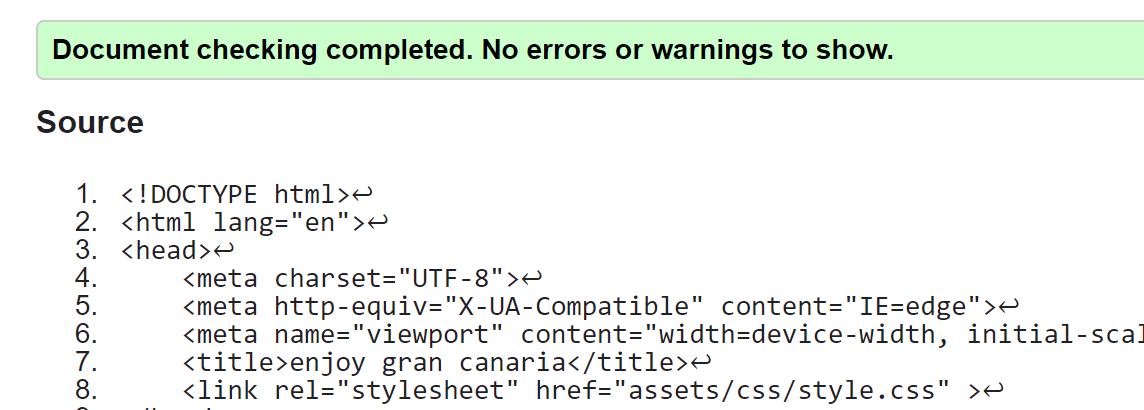 Document checking completed. No errors or warnings to show.
Source
1. <!DOCTYPE html>↩
2. <html lang="en">↩
3. <head>↩
4. <meta charset="UTF-8">↩
5. <meta http-equiv="X-UA-Compatible" content="IE=edge">↩
6. <meta name="viewport" content="width=device-width, initial-scal
7. <title>enjoy gran canaria</title>↩
8. <link rel="stylesheet" href="assets/css/style.css" >↩